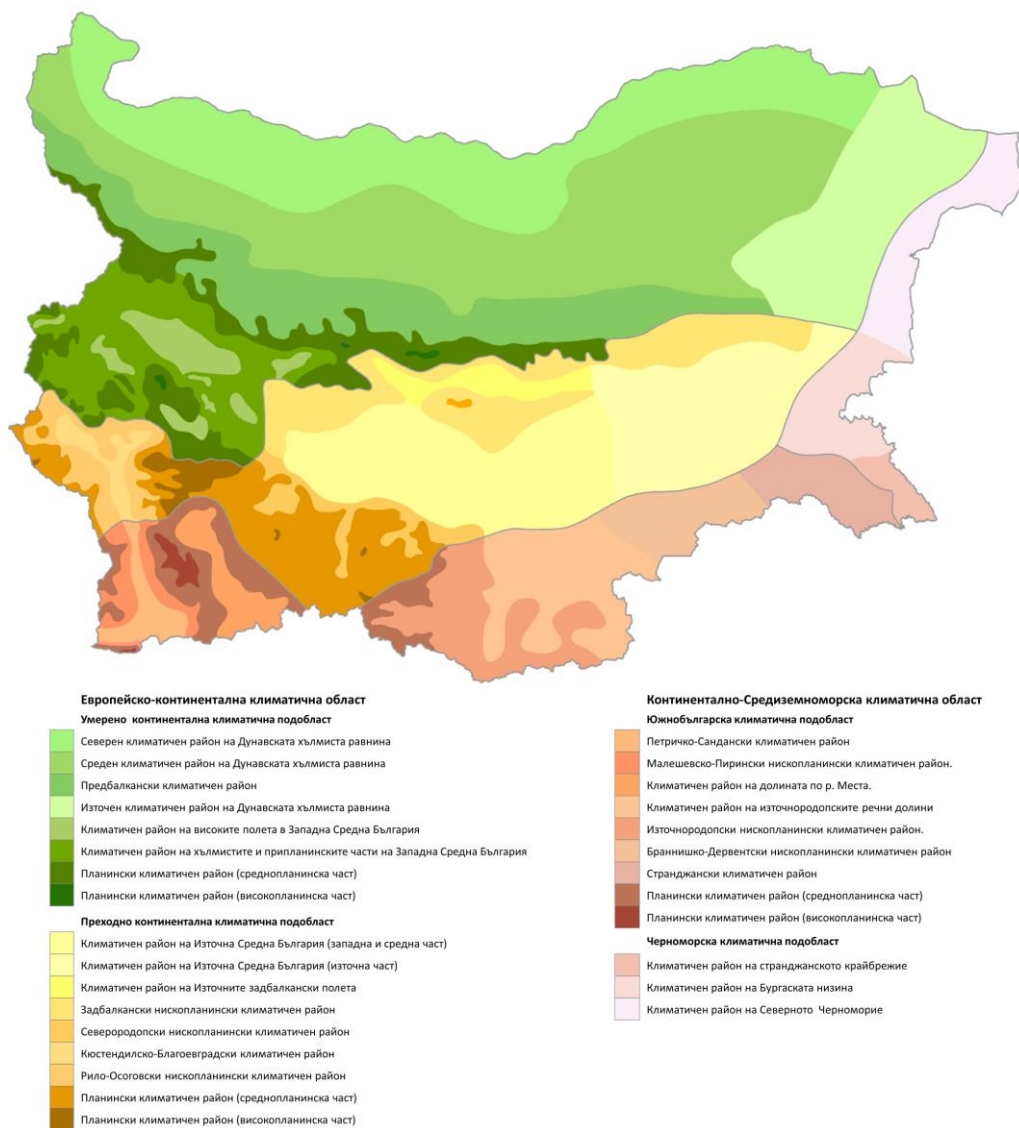 Европейско-континентална климатична област
Умерено континентална климатична подобласт
Северен климатичен район на Дунавската хълмиста равнина
Среден климатичен район на Дунавската хълмиста равнина
Предбалкански климатичен район
Източен климатичен район на Дунавската хълмиста равнина
Климатичен район на високите полета в Западна Средна България
Климатичен район на хълмистите и припланинските части на Западна Средна България
Планински климатичен район (среднопланинска част)
Планински климатичен район (високопланинска част)
Преходно континентална климатична подобласт
Климатичен район на Източна Средна България (западна и средна част)
Климатичен район на Източна Средна България (източна част)
Климатичен район на Източните задбалкански полета
Задбалкански нископланински климатичен район
Северородопски нископланински климатичен район
Кюстендилско-Благоевградски климатичен район
Рило-Осоговски нископланински климатичен район
Планински климатичен район (среднопланинска част)
Планински климатичен район (високопланинска част)
Континентално-Средиземноморска климатична област
Южнобългарска климатична подобласт
Петричко-Сандански климатичен район
Малешевско-Пирински нископланински климатичен район.
Климатичен район на долината по р. Места.
Климатичен район на източнородопските речни долини
Източнородопски нископланински климатичен район.
Браннишко-Дервентски нископланински климатичен район
Странджански климатичен район
Планински климатичен район (среднопланинска част)
Планински климатичен район (високопланинска част)
Черноморска климатична подобласт
Климатичен район на странджанското крайбрежие
Климатичен район на Бургаската низина
Климатичен район на Северното Черноморие